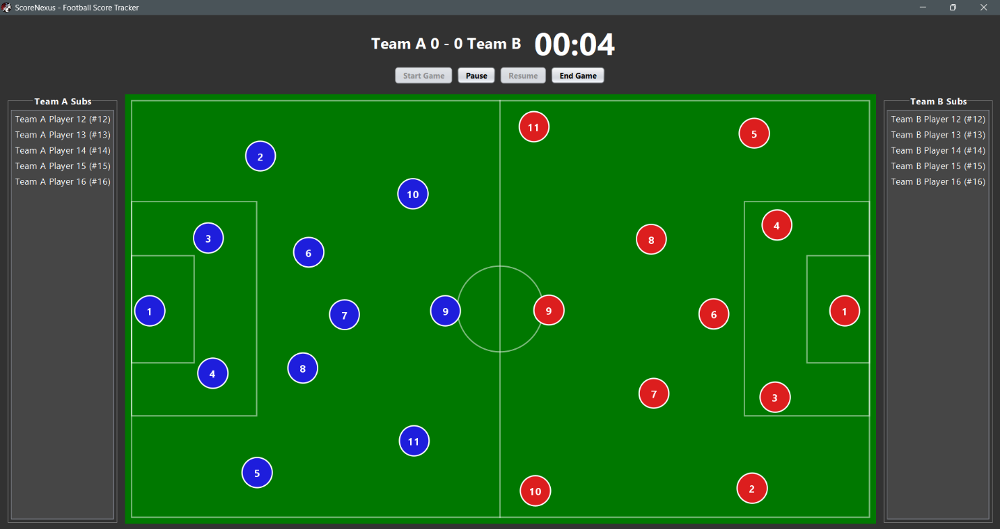 ScoreNexus - Football Score Tracker
Team A 0 - 0 Team B 00:04
Start Game Pause Resume End Game
Team A Subs
Team A Player 12 (#12)
Team A Player 13 (#13)
Team A Player 14 (#14)
Team A Player 15 (#15)
Team A Player 16 (#16)
2
10
3
6
1
7
9
4
8
11
5
11
5
4
8
9
6
1
7
3
10
2
Team B Subs
Team B Player 12 (#12)
Team B Player 13 (#13)
Team B Player 14 (#14)
Team B Player 15 (#15)
Team B Player 16 (#16)